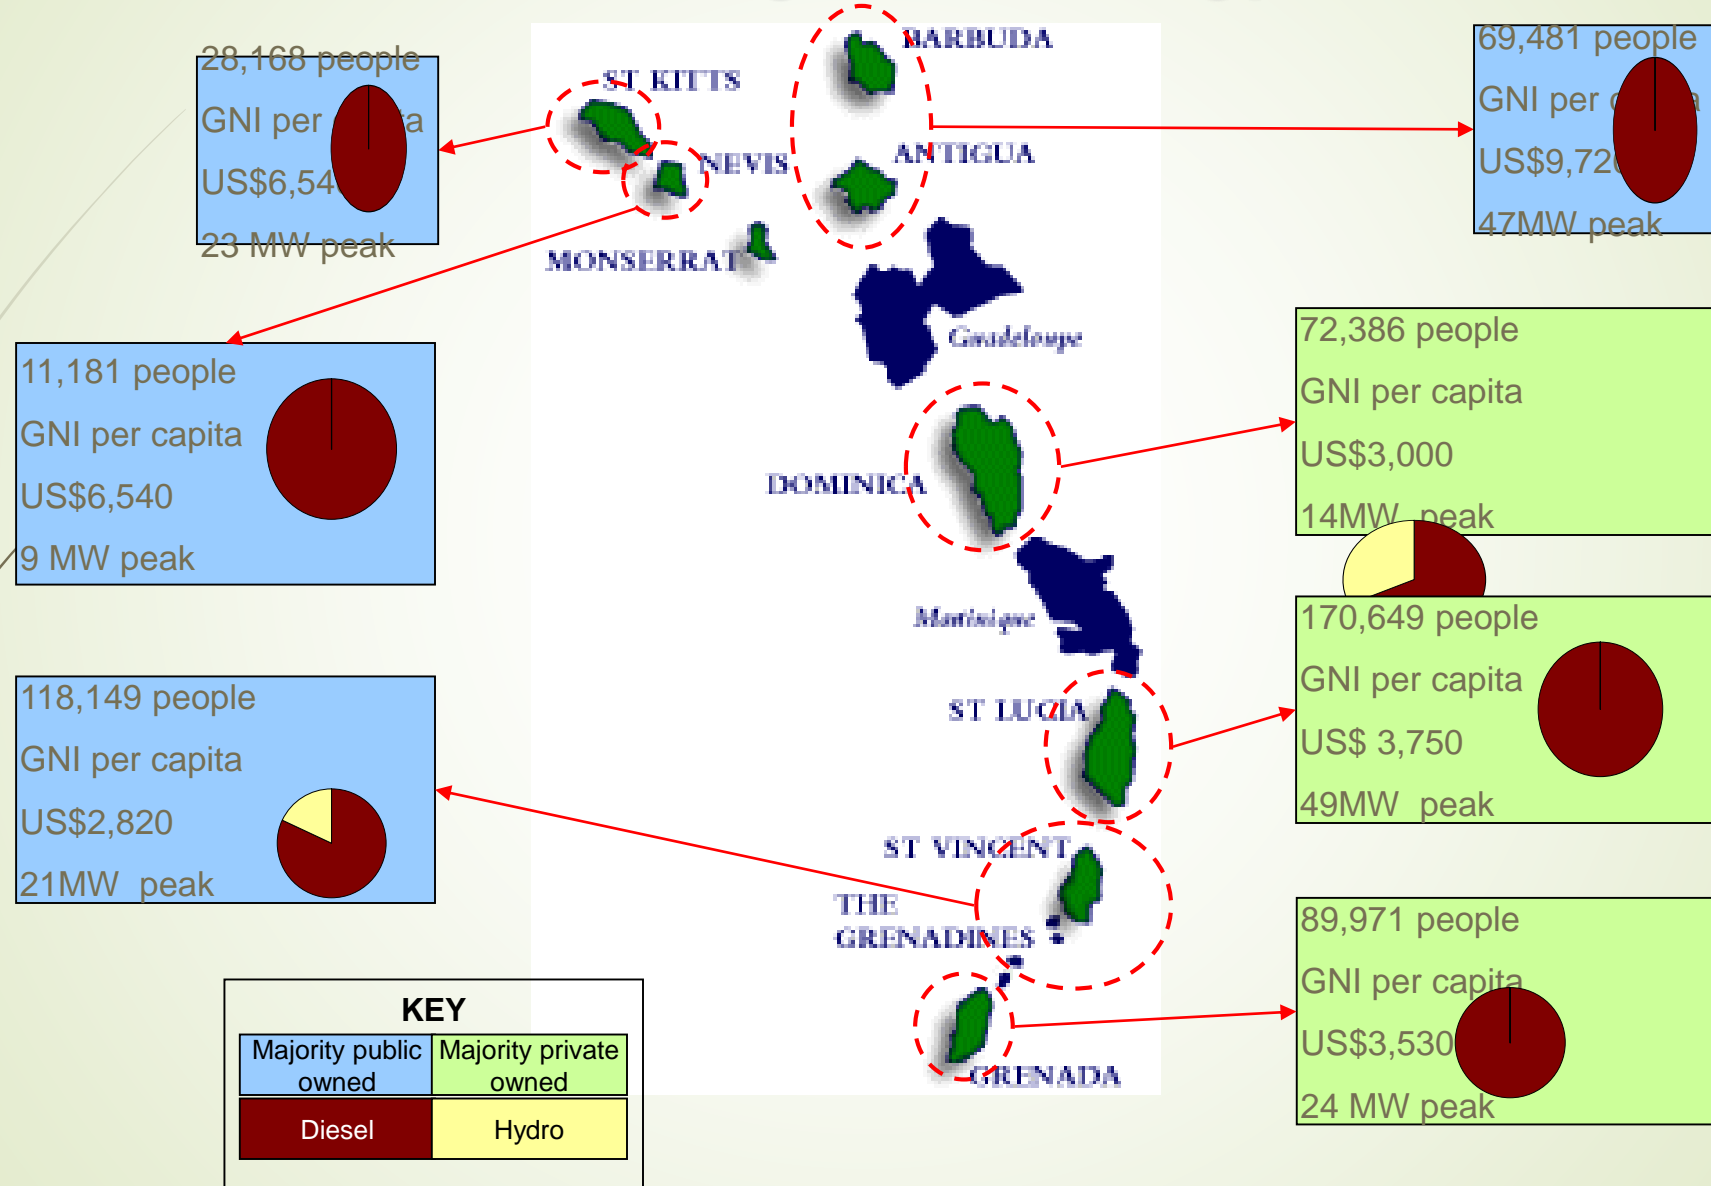 28,168 people
GNI per capita
US$6,540
23 MW peak
BARBUDA
ST KITTS
NEVIS
ANTIGUA
MONSERRAT
Guadeloupe
DOMINICA
Martinique
ST LUCIA
ST VINCENT
THE
GRENADINES
GRENADA
69,481 people
GNI per capita
US$9,720
47MW peak
11,181 people
GNI per capita
US$6,540
9 MW peak
72,386 people
GNI per capita
US$3,000
14MW peak
170,649 people
GNI per capita
US$ 3,750
49MW peak
118,149 people
GNI per capita
US$2,820
21MW peak
89,971 people
GNI per capita
US$3,530
24 MW peak
KEY
Majority public
owned
Majority private
owned
Diesel
Hydro